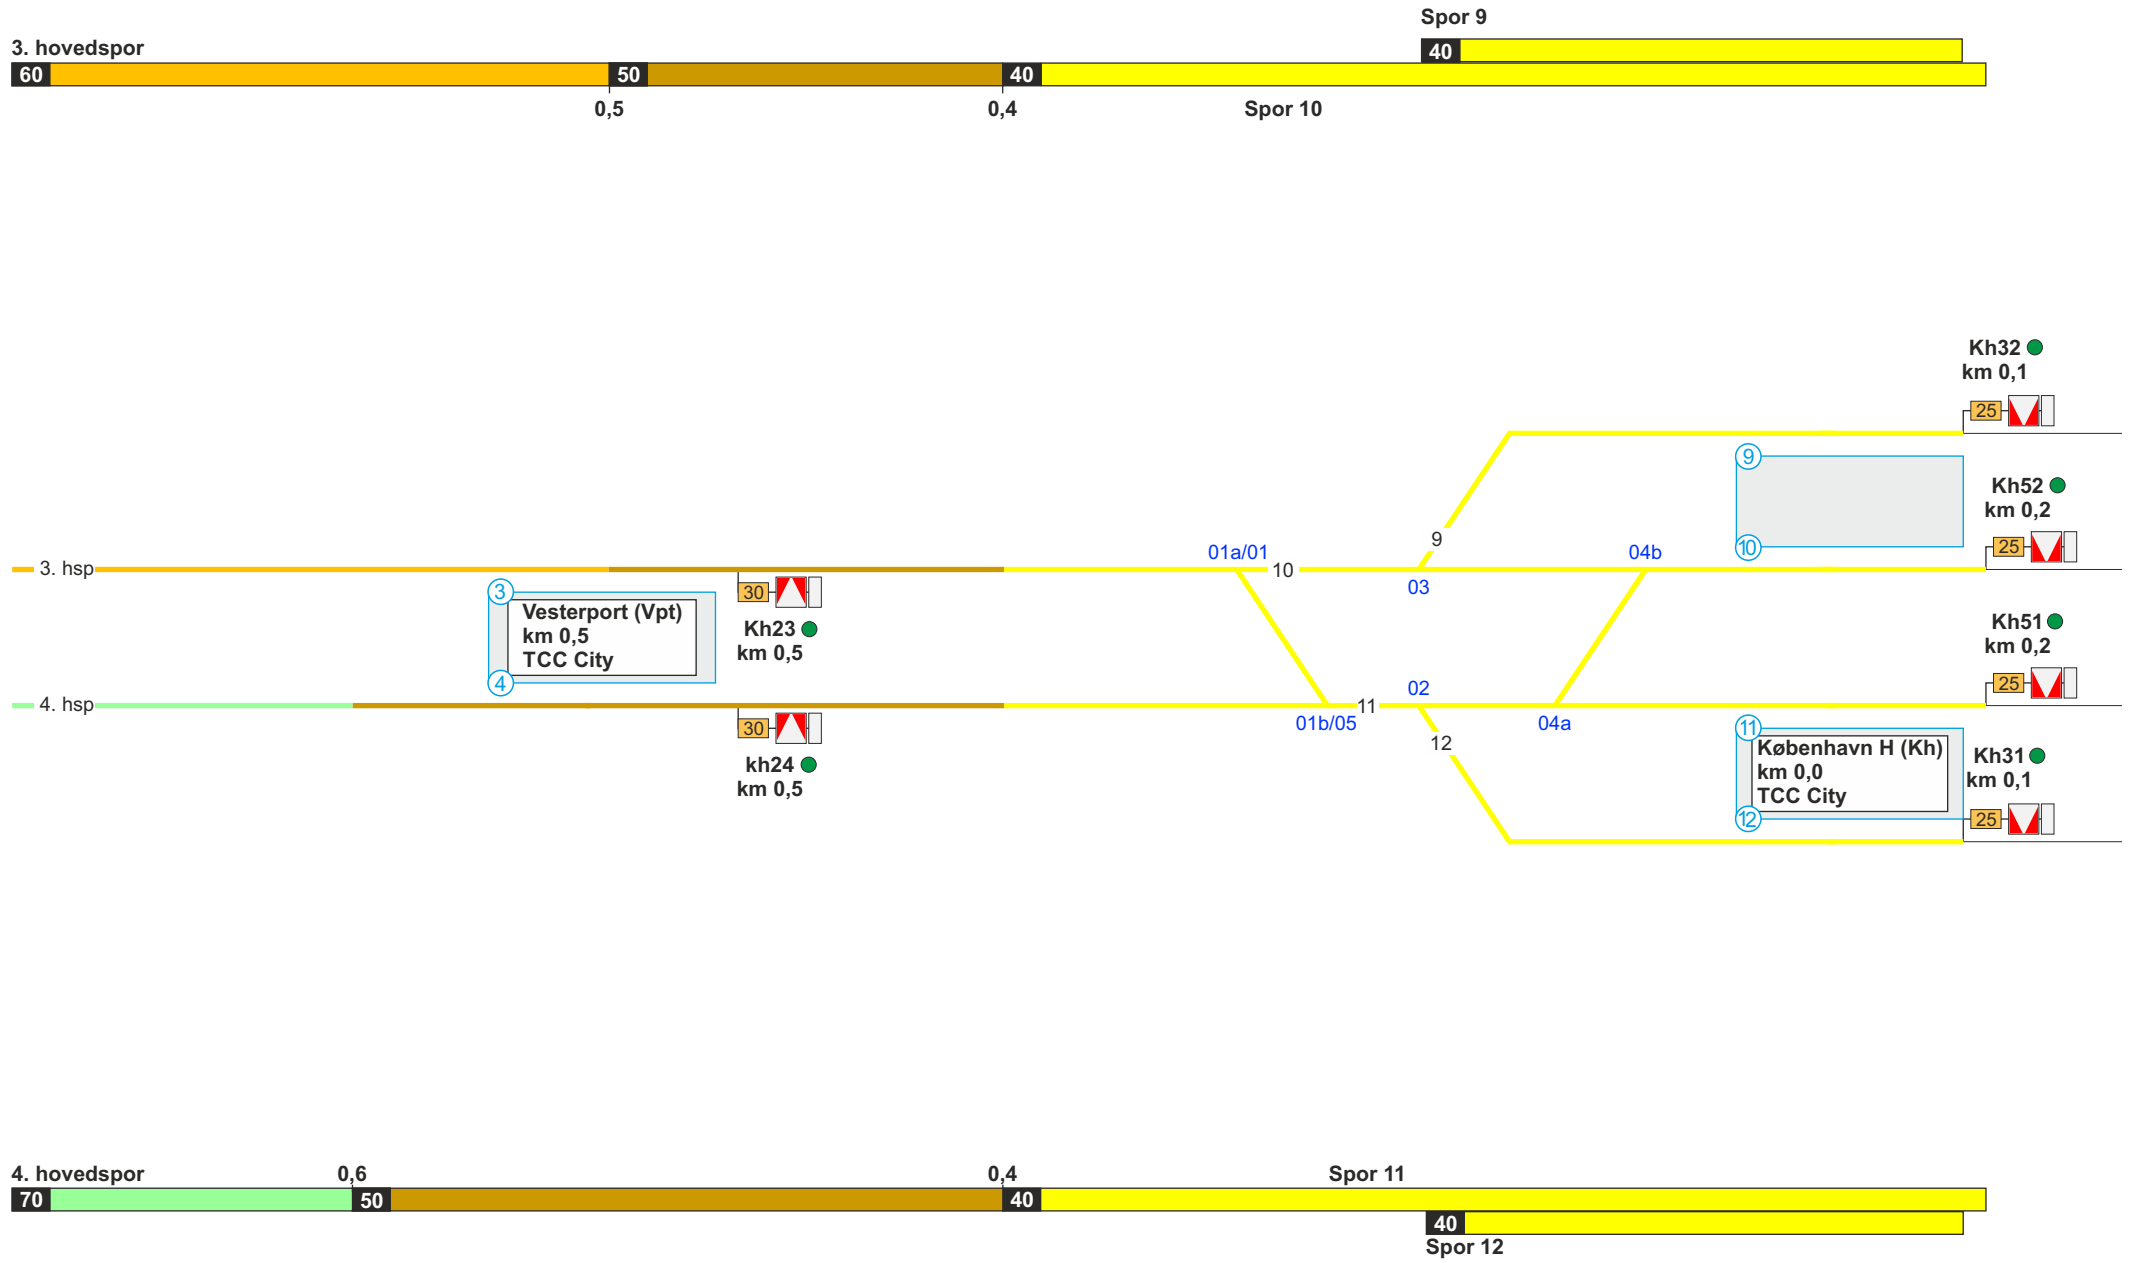 Spor 9
40
3. hovedspor
60
50
40
0,5
0,4
Spor 10
Kh32
km 0,1
25
9
Kh52
km 0,2
25
10
9
01a/01
04b
3. hsp
10
03
30
3
Vesterport (Vpt)
km 0,5
TCC City
4
Kh23
km 0,5
Kh51
km 0,2
25
4. hsp
02
11
01b/05
04a
30
12
kh24
km 0,5
11
København H (Kh)
km 0,0
TCC City
12
Kh31
km 0,1
25
4. hovedspor
0,6
0,4
Spor 11
70
50
40
40
Spor 12